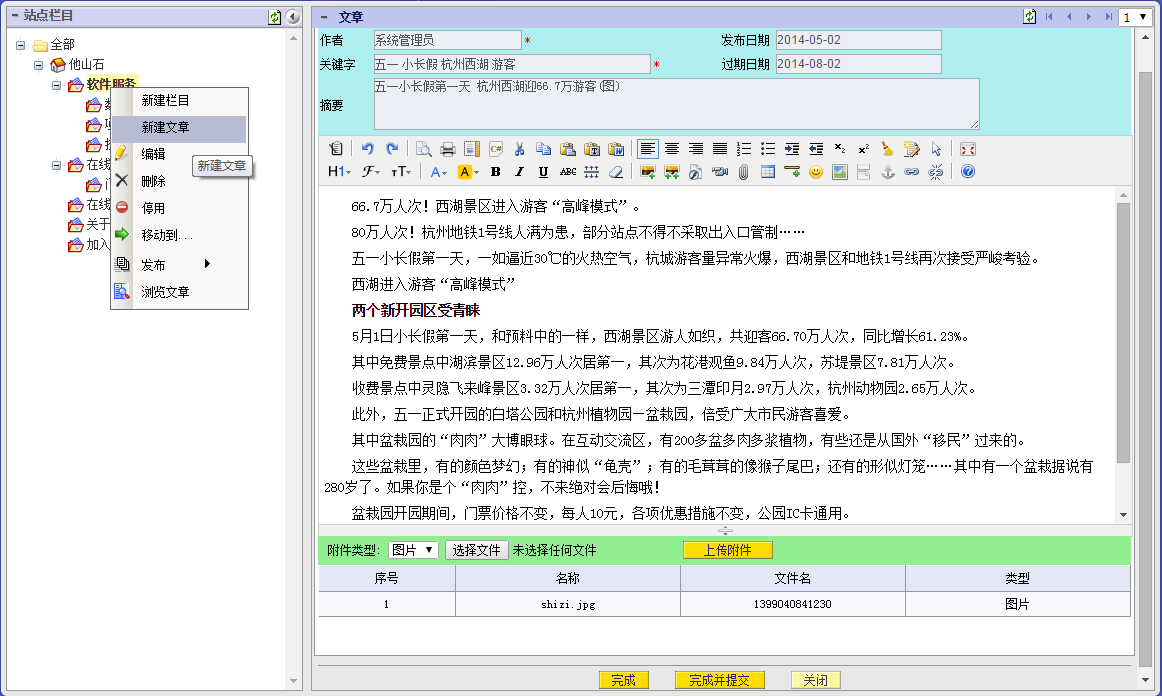 站点栏目
全部
他山石
软件服务
在线
门
在线
关于
加入
新建栏目
新建文章
编辑
新建文章
删除
停用
移动到...
发布
浏览文章
文章
1
作者 系统管理员 * 发布日期 2014-05-02
关键字 五一 小长假 杭州西湖 游客 * 过期日期 2014-08-02
摘要 五一小长假第一天 杭州西湖迎66.7万游客(图)
66.7万人次！西湖景区进入游客“高峰模式”。
80万人次！杭州地铁1号线人满为患，部分站点不得不采取出入口管制……
五一小长假第一天，一如逼近30℃的火热空气，杭城游客量异常火爆，西湖景区和地铁1号线再次接受严峻考验。
西湖进入游客“高峰模式”
两个新开园区受青睐
5月1日小长假第一天，和预料中的一样，西湖景区游人如织，共迎客66.70万人次，同比增长61.23%。
其中免费景点中湖滨景区12.96万人次居第一，其次为花港观鱼9.84万人次，苏堤景区7.81万人次。
收费景点中灵隐飞来峰景区3.32万人次居第一，其次为三潭印月2.97万人次，杭州动物园2.65万人次。
此外，五一正式开园的白塔公园和杭州植物园一盆栽园，倍受广大市民游客喜爱。
其中盆栽园的“肉肉”大博眼球。在互动交流区，有200多盆多肉多浆植物，有些还是从国外“移民”过来的。
这些盆栽里，有的颜色梦幻；有的神似“龟壳”；有的毛茸茸的像猴子尾巴；还有的形似灯笼……其中有一个盆栽据说有
280岁了。如果你是个“肉肉”控，不来绝对会后悔哦！
盆栽园开园期间，门票价格不变，每人10元，各项优惠措施不变，公园IC卡通用。
附件类型: 图片 选择文件 未选择任何文件 上传附件
序号 名称 文件名 类型
1 shizi.jpg 1399040841230 图片
完成 完成并提交 关闭